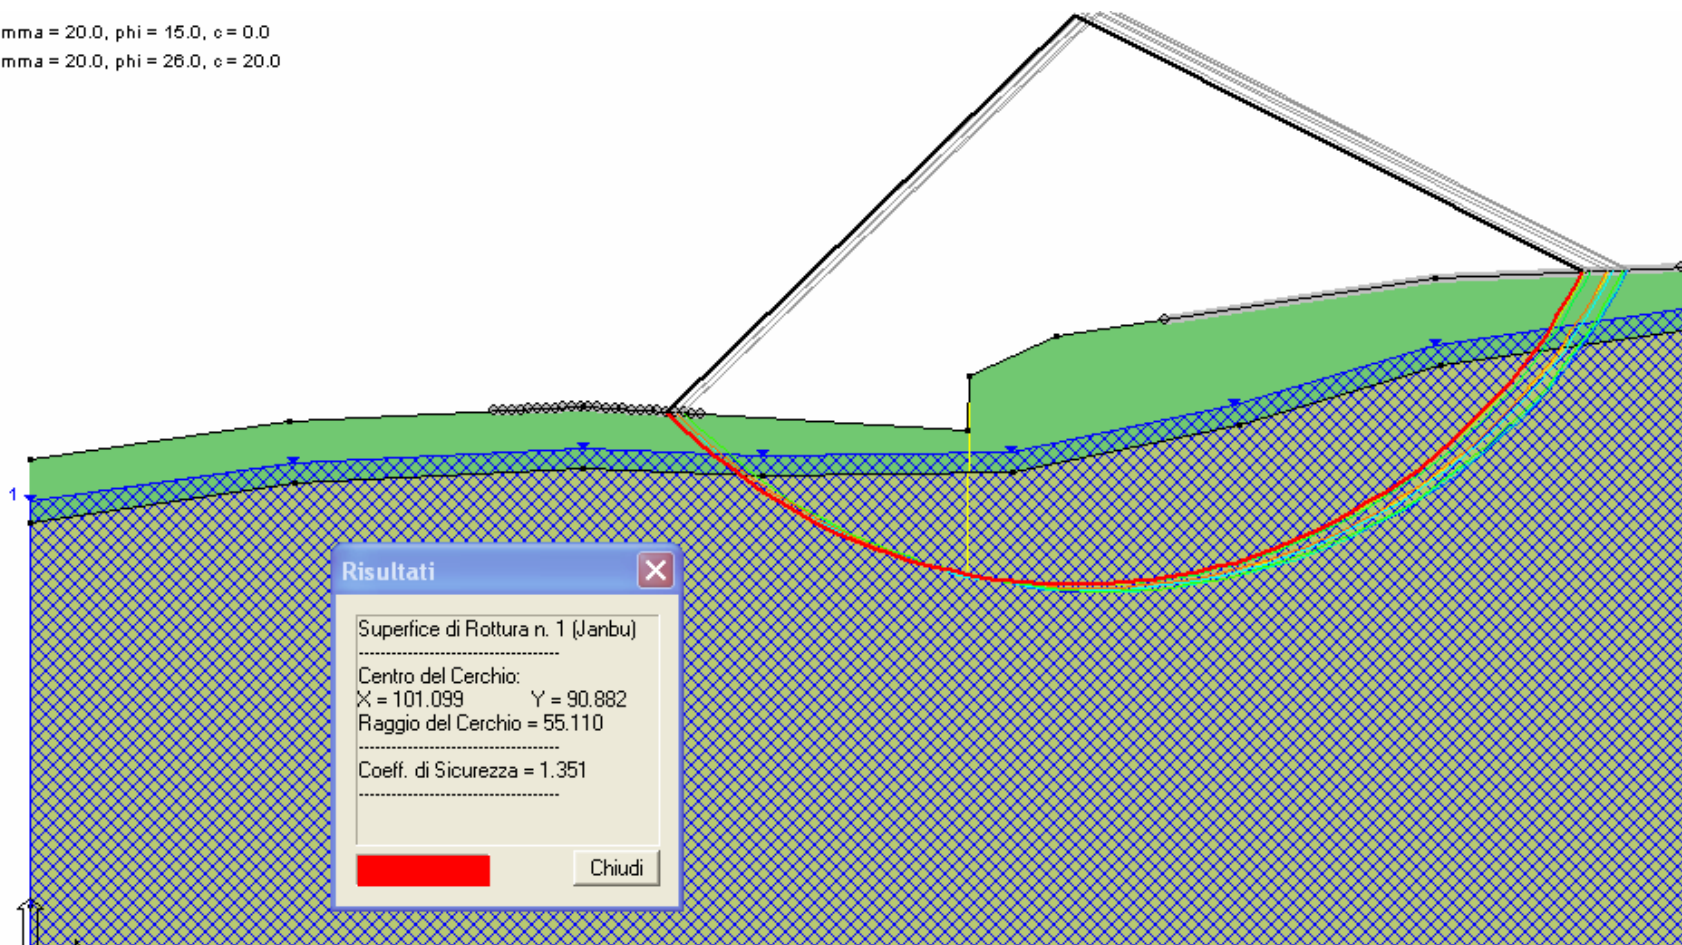 mma = 20.0, phi = 15.0, c = 0.0
mma = 20.0, phi = 26.0, c = 20.0
1
Risultati
Superfice di Rottura n. 1 (Janbu)
--------------------------------
Centro del Cerchio:
X = 101.099 Y = 90.882
Raggio del Cerchio = 55.110
--------------------------------
Coeff. di Sicurezza = 1.351
--------------------------------
Chiudi